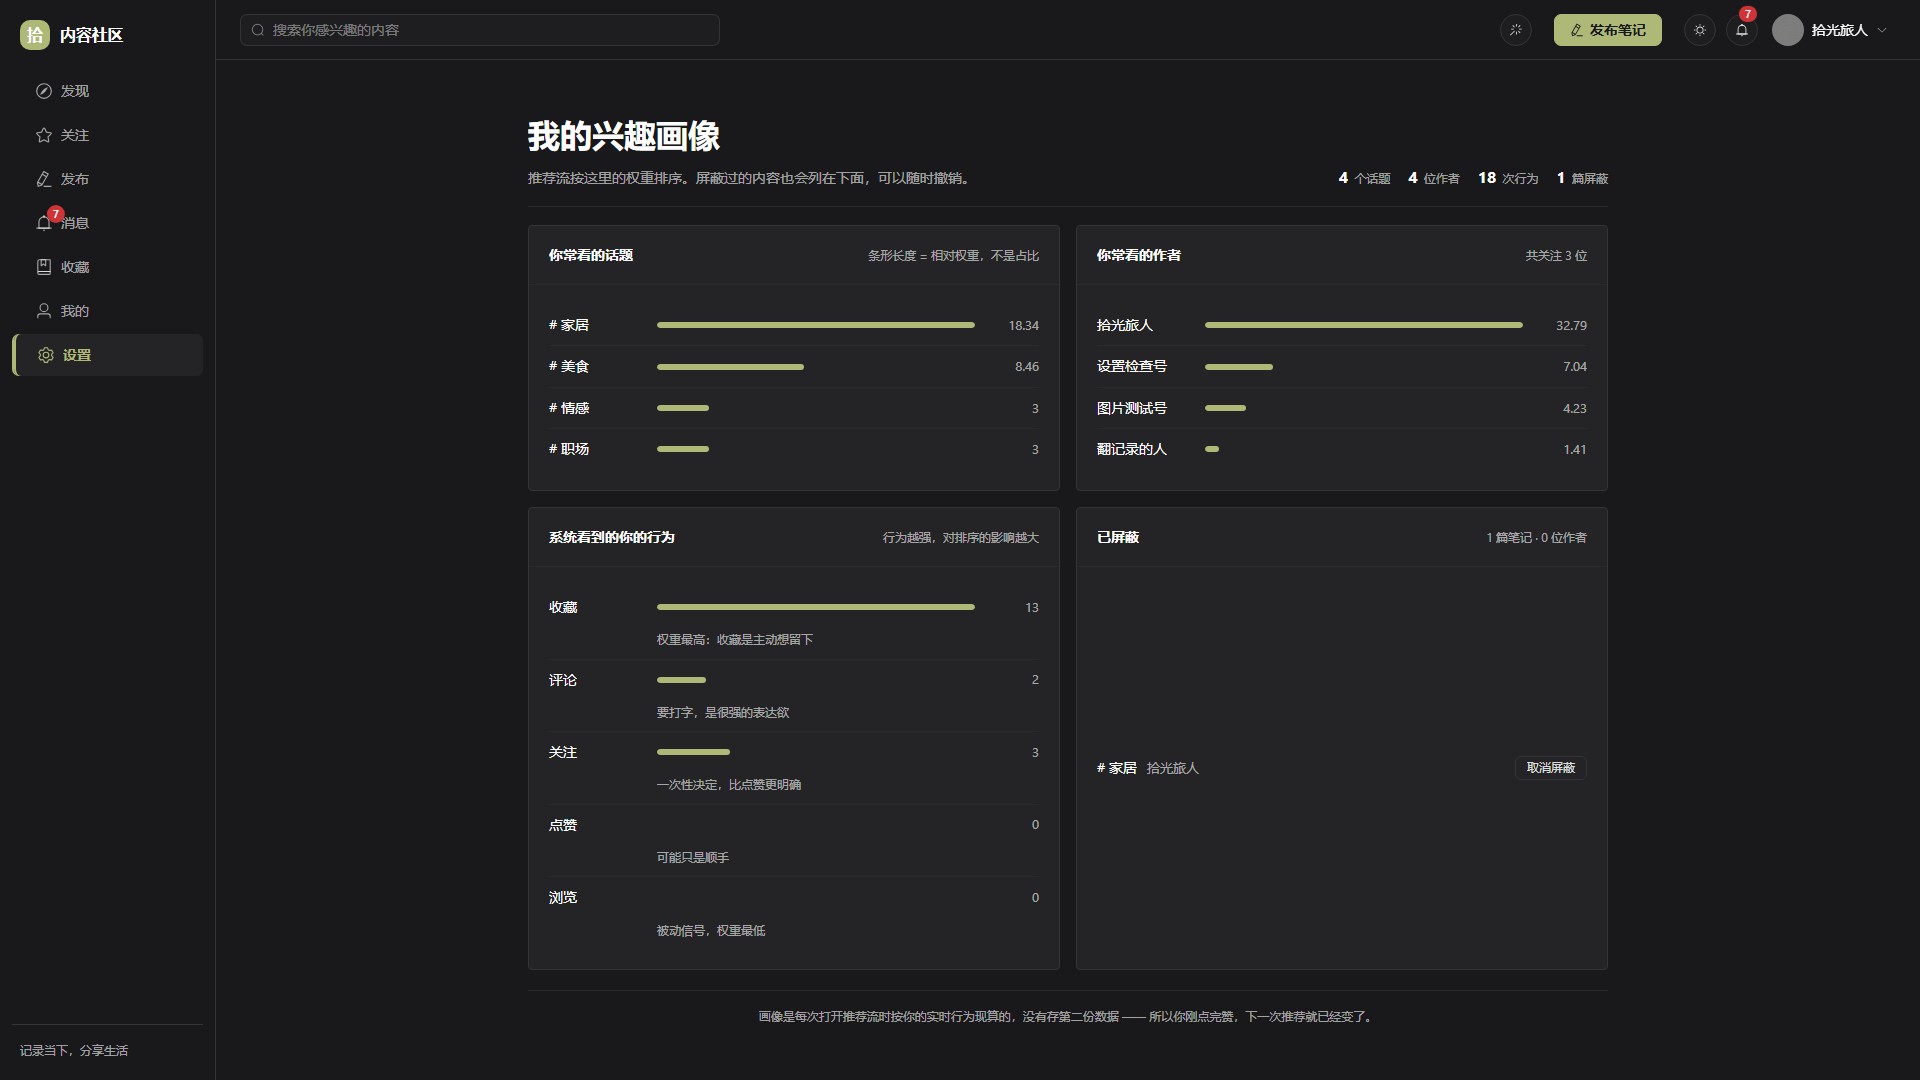 拾 内容社区
搜索你感兴趣的内容
发布笔记
7
拾光旅人
发现
关注
发布
7
消息
收藏
我的
设置
我的兴趣画像
推荐流按这里的权重排序。屏蔽过的内容也会列在下面，可以随时撤销。
4 个话题 4 位作者 18 次行为 1 篇屏蔽
你常看的话题 条形长度 = 相对权重，不是占比
# 家居 18.34
# 美食 8.46
# 情感 3
# 职场 3
你常看的作者 共关注 3 位
拾光旅人 32.79
设置检查号 7.04
图片测试号 4.23
翻记录的人 1.41
系统看到的你的行为 行为越强，对排序的影响越大
收藏 13
权重最高：收藏是主动想留下
评论 2
要打字，是很强的表达欲
关注 3
一次性决定，比点赞更明确
点赞 0
可能只是顺手
浏览 0
被动信号，权重最低
已屏蔽 1 篇笔记 · 0 位作者
# 家居 拾光旅人 取消屏蔽
画像是每次打开推荐流时按你的实时行为现算的，没有存第二份数据 —— 所以你刚点完赞，下一次推荐就已经变了。
记录当下，分享生活